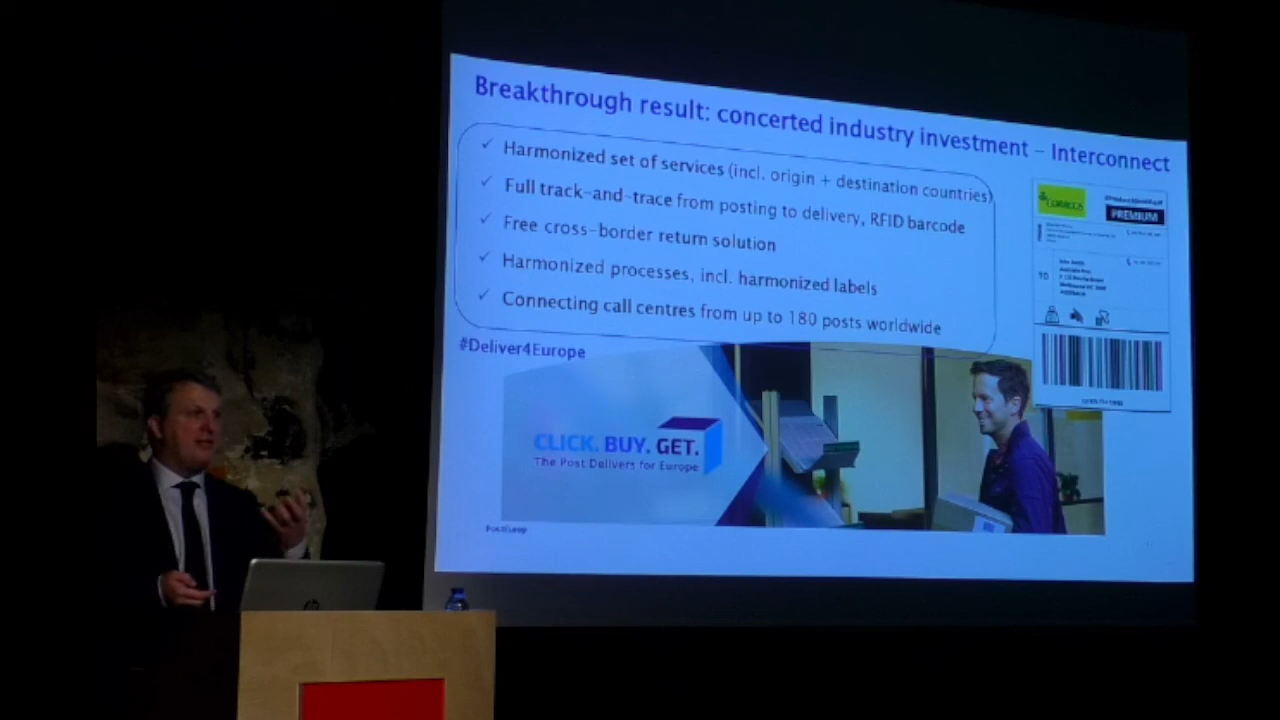 Breakthrough result: concerted industry investment – Interconnect
✓ Harmonized set of services (incl. origin + destination countries)
✓ Full track-and-trace from posting to delivery, RFID barcode
✓ Free cross-border return solution
✓ Harmonized processes, incl. harmonized labels
✓ Connecting call centres from up to 180 posts worldwide
#Deliver4Europe
PREMIUM
TO
CLICK. BUY. GET.
The Post Delivers for Europe
PostEurop
hp